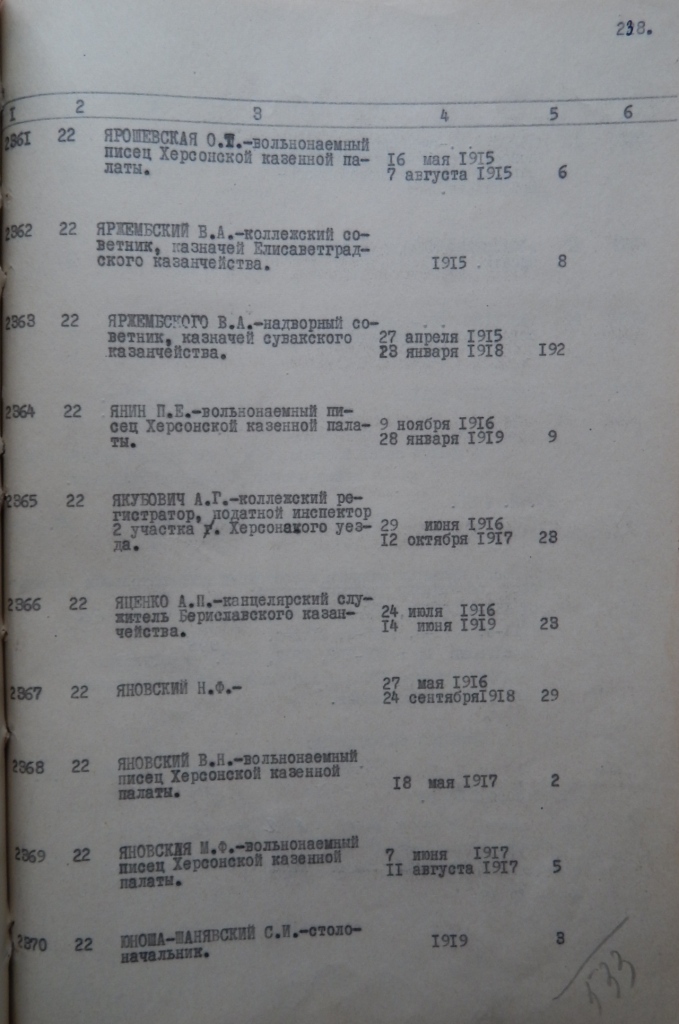 238.
1 2 3 4 5 6
2861 22 ЯРОШЕВСКАЯ О.Т.-вольнонаемный
писец Херсонской казенной па- 16 мая 1915
латы. 7 августа 1915 6
2862 22 ЯРЖЕМБСКИЙ В.А.-коллежский со-
ветник, казначей Елисаветград-
ского казанчейства. 1915 8
2863 22 ЯРЖЕМБСКОГО В.А.-надворный со-
ветник, казначей сувакского 27 апреля 1915
казанчейства. 28 января 1918 192
2864 22 ЯНИН П.Е.-вольнонаемный пи-
сец Херсонской казенной пала- 9 ноября 1916
ты. 28 января 1919 9
2865 22 ЯКУБОВИЧ А.Г.-коллежский ре-
гистратор, податной инспектор
2 участка г. Херсонакого уез- 29 июня 1916
да. 12 октября 1917 28
2866 22 ЯЦЕНКО А.П.-канцелярский слу-
житель Бериславского казан- 24 июля 1916
чейства. 14 июня 1919 23
2867 22 ЯНОВСКИЙ Н.Ф.- 27 мая 1916
24 сентября1918 29
2868 22 ЯНОВСКИЙ В.Н.-вольнонаемный
писец Херсонской казенной
палаты. 18 мая 1917 2
2869 22 ЯНОВСКАЯ М.Ф.-вольнонаемный
писец Херсонской казенной 7 июня 1917
палаты. 11 августа 1917 5
2870 22 ЮНОША-ШАНЯВСКИЙ С.И.-столо-
начальник. 1919 3
533